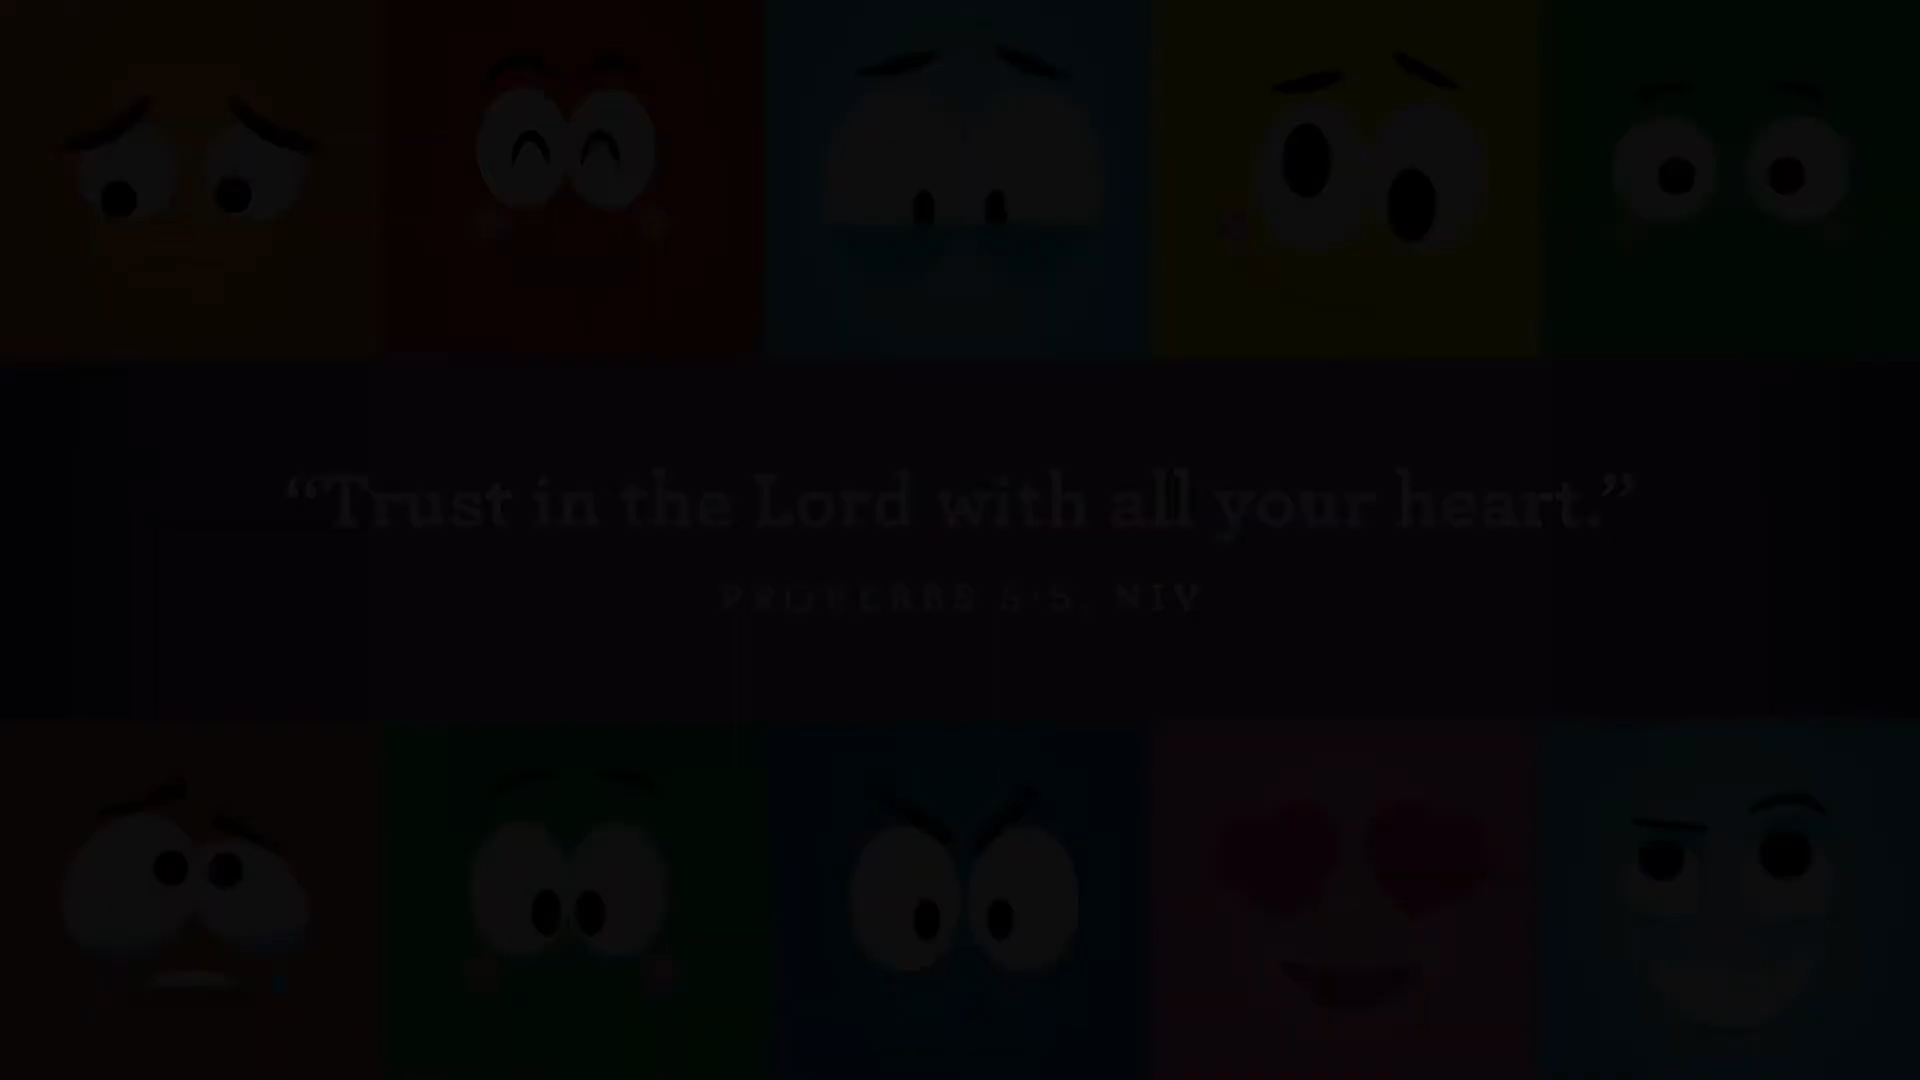 “Trust in the Lord with all your heart.”
PROVERBS 3:5, NIV